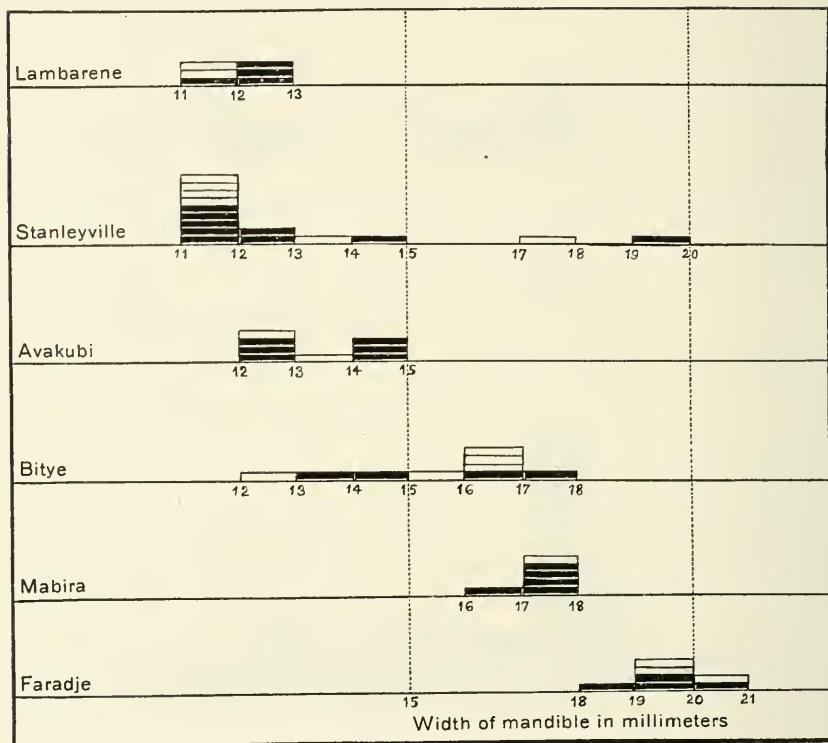 Lambarene
11 12 13
Stanleyville
11 12 13 14 15 17 18 19 20
Avakubi
12 13 14 15
Bitye
12 13 14 15 16 17 18
Mabira
16 17 18
Faradje
15 18 19 20 21
Width of mandible in millimeters